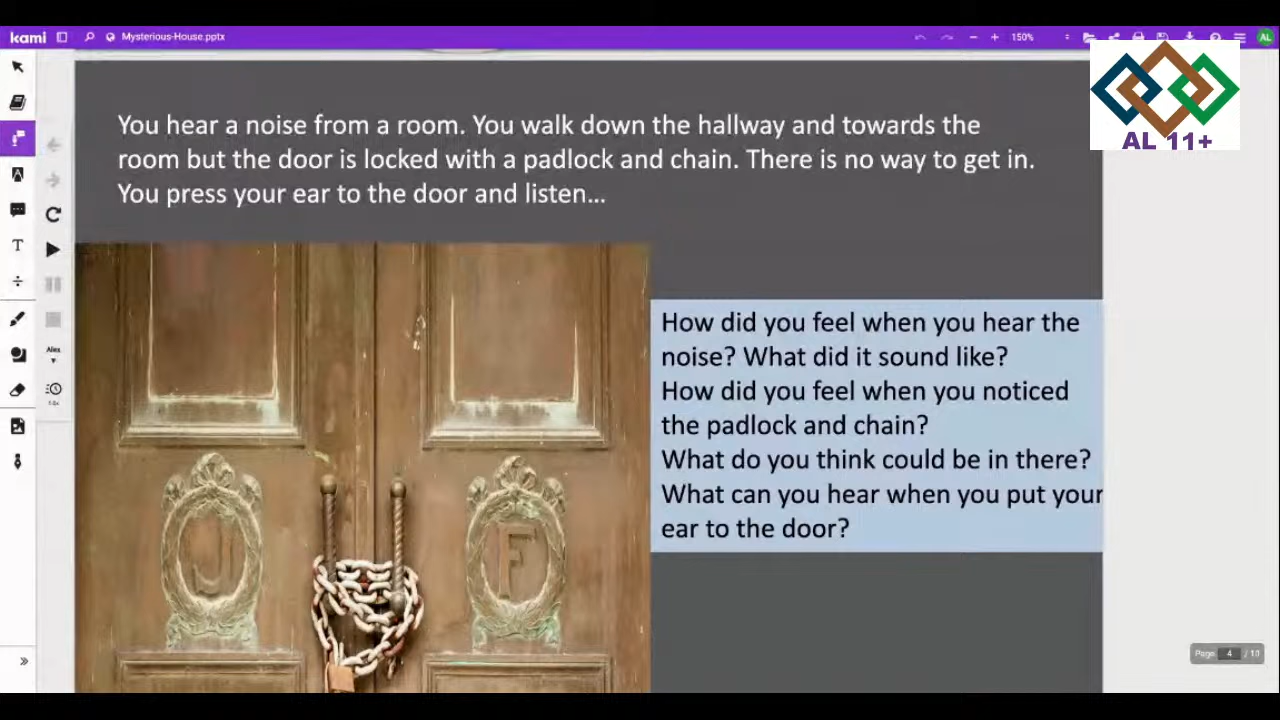 kami
Mysterious-House.pptx
150%
AL
AL 11+
You hear a noise from a room. You walk down the hallway and towards the
room but the door is locked with a padlock and chain. There is no way to get in.
You press your ear to the door and listen...
T
Alex
1.0x
How did you feel when you hear the
noise? What did it sound like?
How did you feel when you noticed
the padlock and chain?
What do you think could be in there?
What can you hear when you put your
ear to the door?
J F
Page 4 / 13